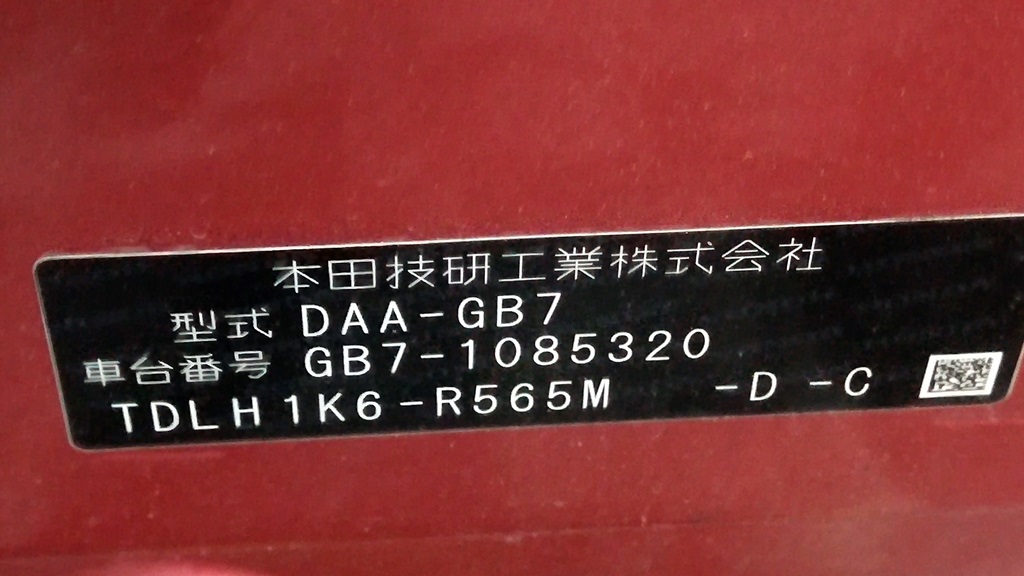 本田技研工業株式会社
型式 DAA-GB7
車台番号 GB7-1085320
TDLH1K6-R565M -D -C